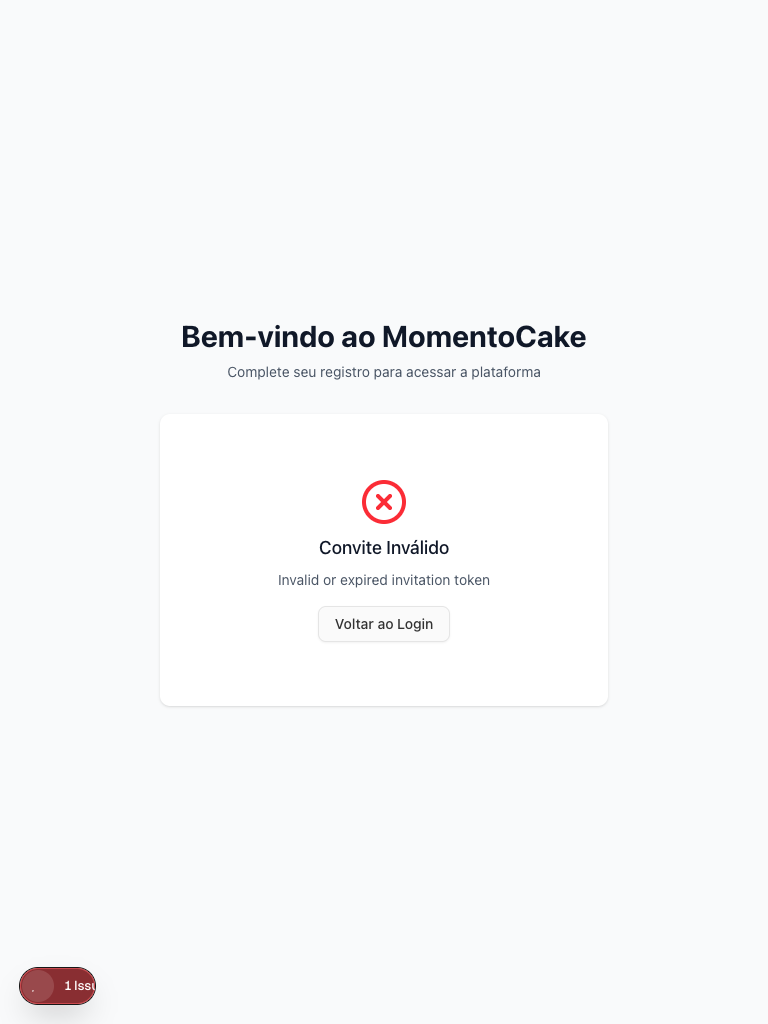 Bem-vindo ao MomentoCake
Complete seu registro para acessar a plataforma
Convite Inválido
Invalid or expired invitation token
Voltar ao Login
1 Issu